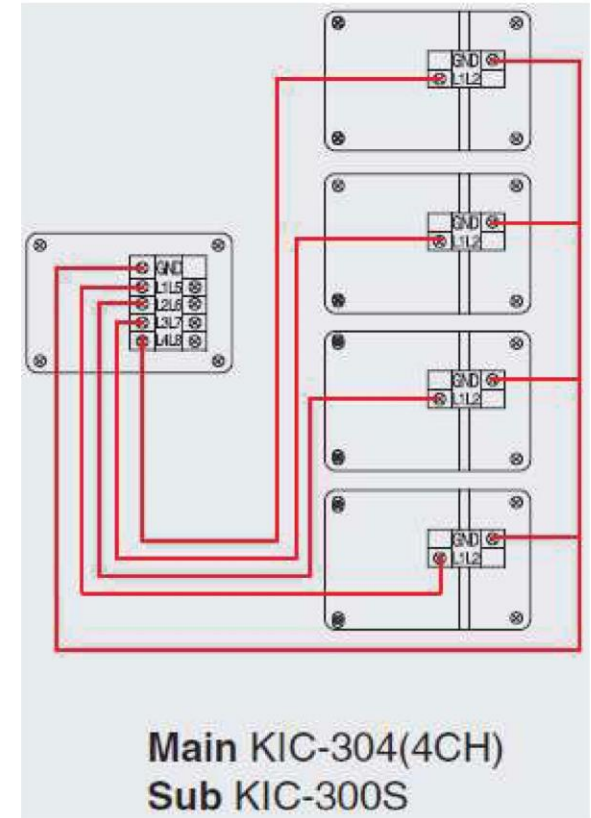 GND
L1L2
GND
L1L2
GND
L1L5
L2L6
L3L7
L4L8
GND
L1L2
GND
L1L2
Main KIC-304(4CH)
Sub KIC-300S